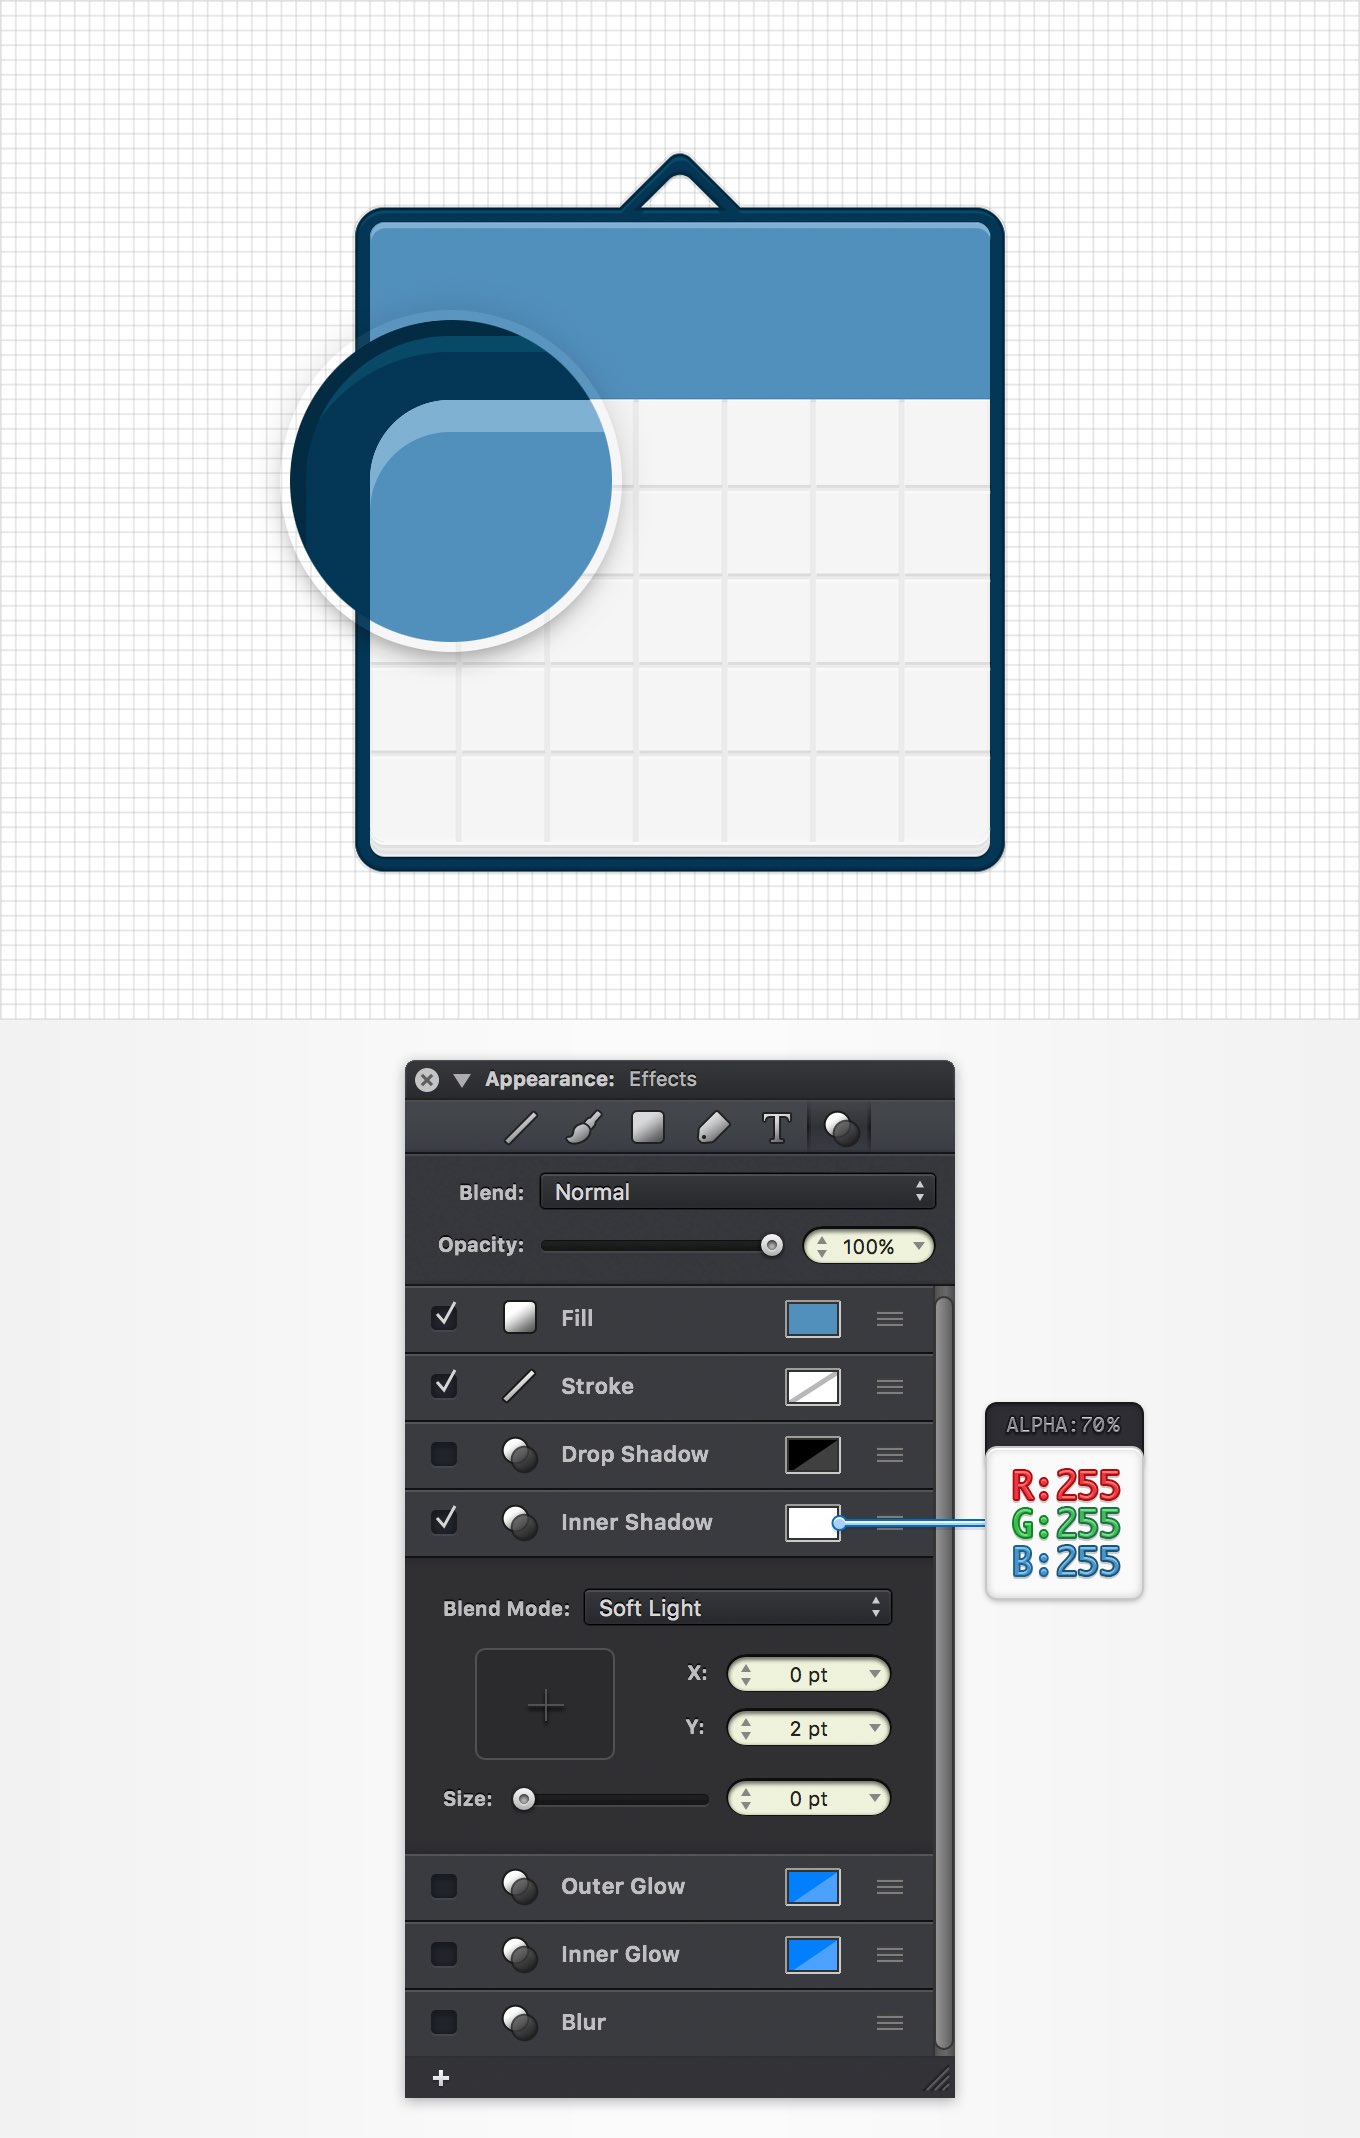 Appearance: Effects
T
Blend: Normal
Opacity: 100%
Fill
Stroke
Drop Shadow
Inner Shadow
ALPHA:70%
R:255
G:255
B:255
Blend Mode: Soft Light
X: 0 pt
Y: 2 pt
Size: 0 pt
Outer Glow
Inner Glow
Blur